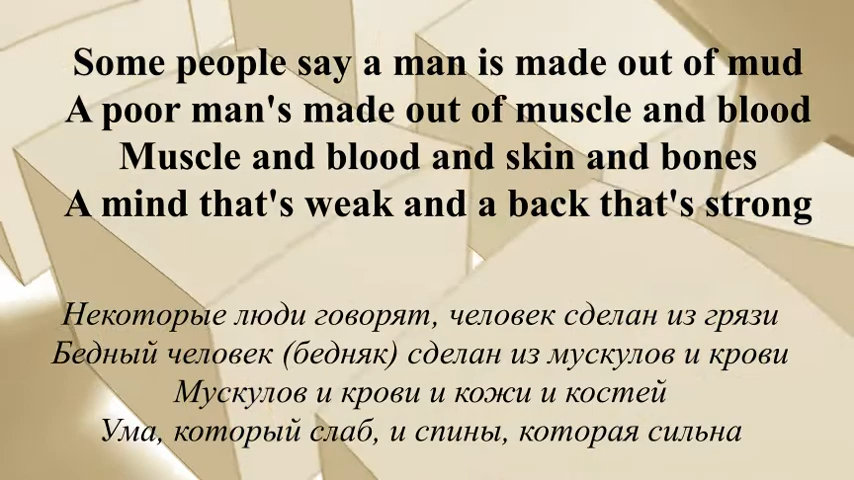 Some people say a man is made out of mud
A poor man's made out of muscle and blood
Muscle and blood and skin and bones
A mind that's weak and a back that's strong
Некоторые люди говорят, человек сделан из грязи
Бедный человек (бедняк) сделан из мускулов и крови
Мускулов и крови и кожи и костей
Ума, который слаб, и спины, которая сильна